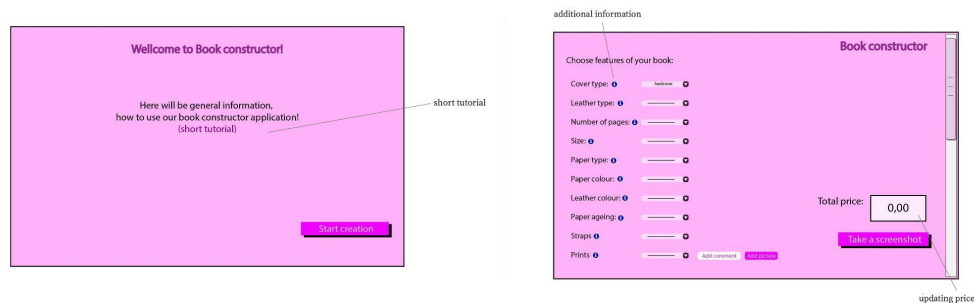 Wellcome to Book constructor!
Here will be general information,
how to use our book constructor application!
(short tutorial)
Start creation
short tutorial
additional information
Book constructor
Choose features of your book:
Cover type:
hardcover
Leather type:
Number of pages:
Size:
Paper type:
Paper colour:
Leather colour:
Paper ageing:
Straps
Prints
Add comment
Add picture
Total price:
0,00
Take a screenshot
updating price